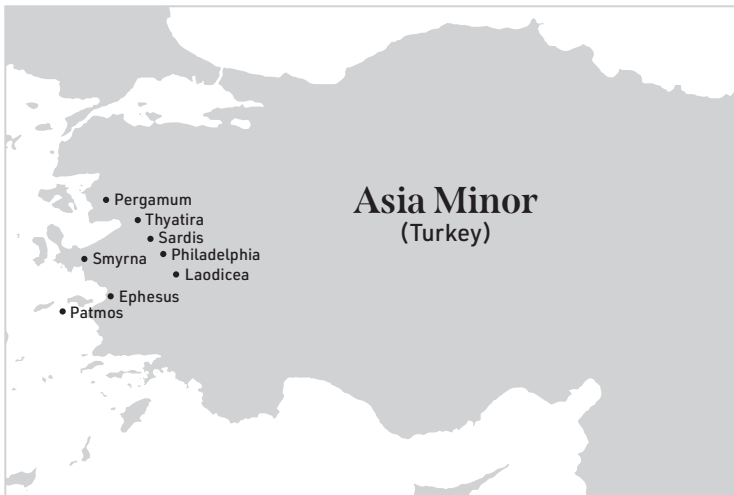 Asia Minor
(Turkey)
Pergamum
Thyatira
Sardis
Philadelphia
Smyrna
Laodicea
Ephesus
Patmos